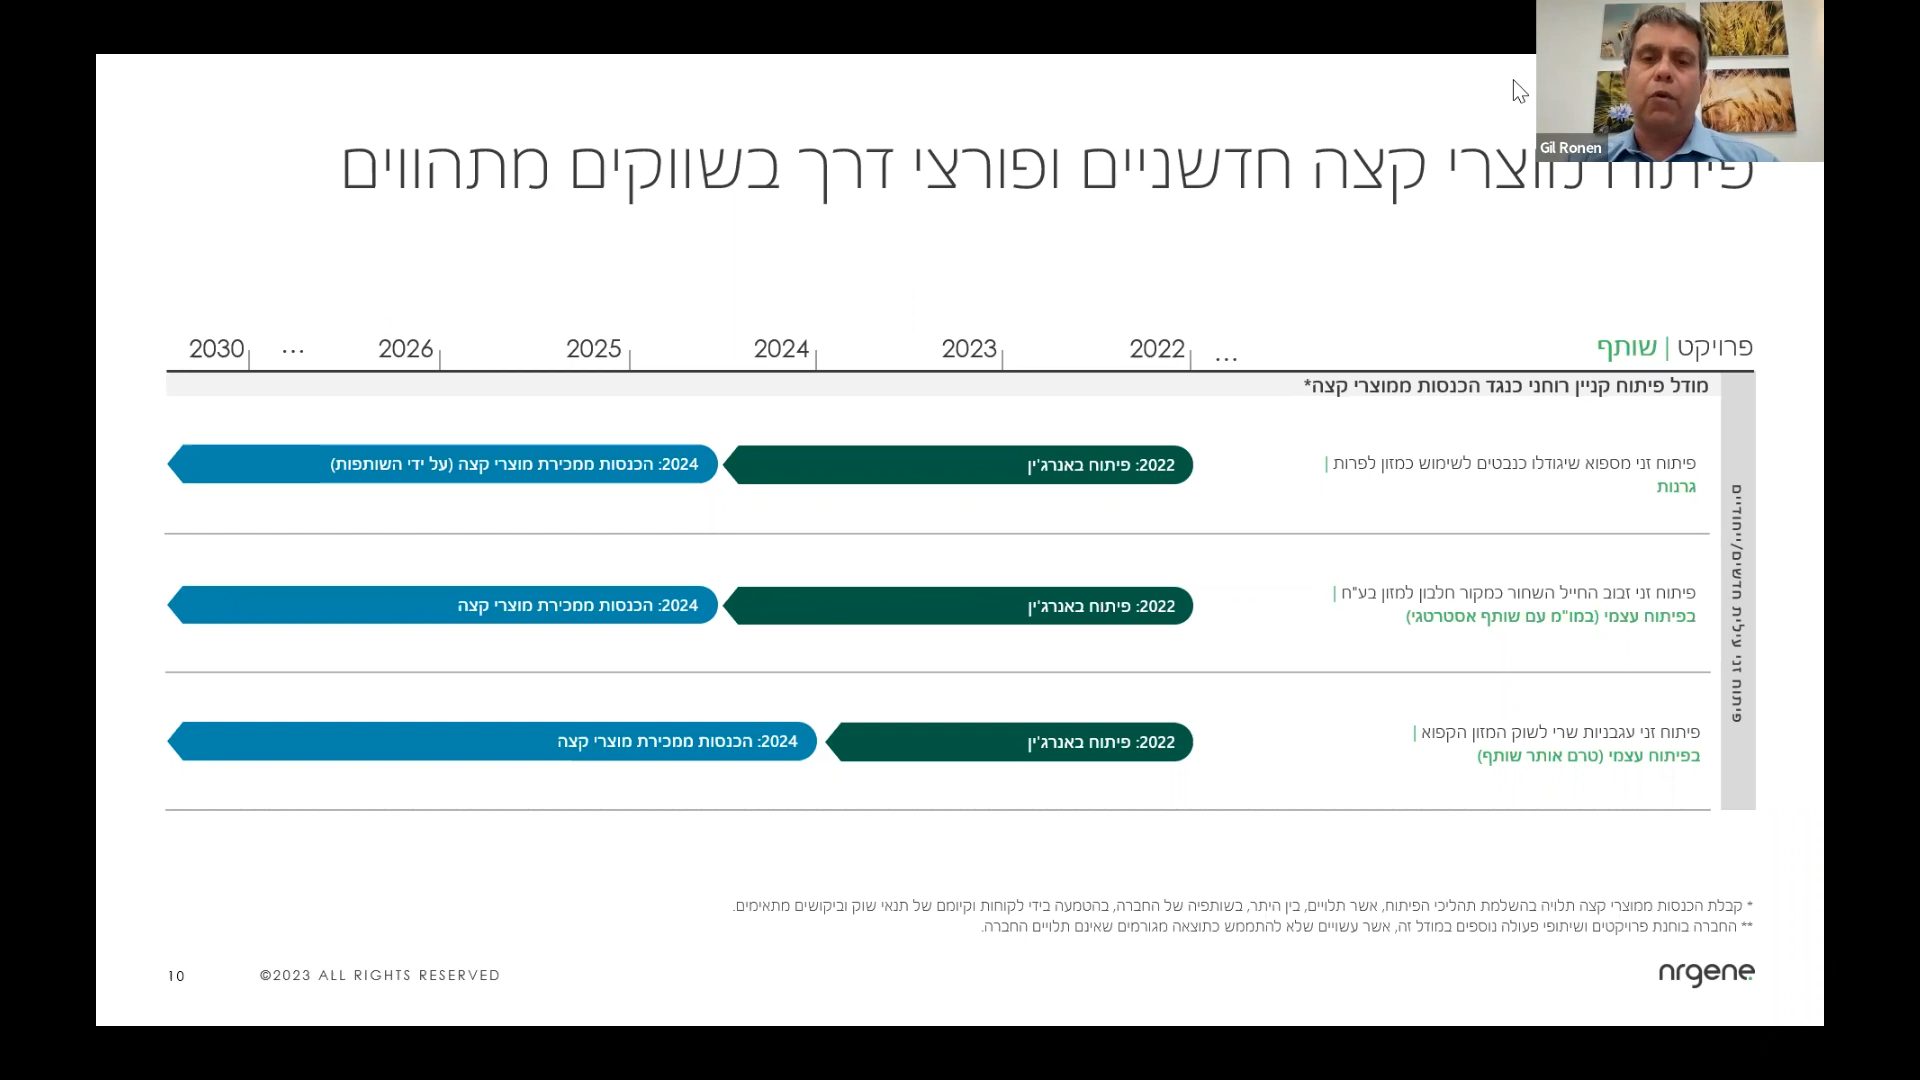 Gil Ronen
מוצרי קצה חדשניים ופורצי דרך בשווקים מתהווים
פרויקט | שותף
... 2022 2023 2024 2025 2026 ... 2030
מודל פיתוח קניין רוחני כנגד הכנסות ממוצרי קצה*
פיתוח זני עילית חדשים/ייחודיים
פיתוח זני מספוא שיגודלו כנבטים לשימוש כמזון לפרות |
גרנות
2022: פיתוח באנרג'ין
2024: הכנסות ממכירת מוצרי קצה (על ידי השותפות)
פיתוח זני זבוב החייל השחור כמקור חלבון למזון בע"ח |
בפיתוח עצמי (במו"מ עם שותף אסטרטגי)
2022: פיתוח באנרג'ין
2024: הכנסות ממכירת מוצרי קצה
פיתוח זני עגבניות שרי לשוק המזון הקפוא |
בפיתוח עצמי (טרם אותר שותף)
2022: פיתוח באנרג'ין
2024: הכנסות ממכירת מוצרי קצה
* קבלת הכנסות ממוצרי קצה תלויה בהשלמת תהליכי הפיתוח, אשר תלויים, בין היתר, בשותפיה של החברה, בהטמעה בידי לקוחות וקיומם של תנאי שוק וביקושים מתאימים.
** החברה בוחנת פרויקטים ושיתופי פעולה נוספים במודל זה, אשר עשויים שלא להתממש כתוצאה מגורמים שאינם תלויים החברה.
10
©2023 ALL RIGHTS RESERVED
nrgene